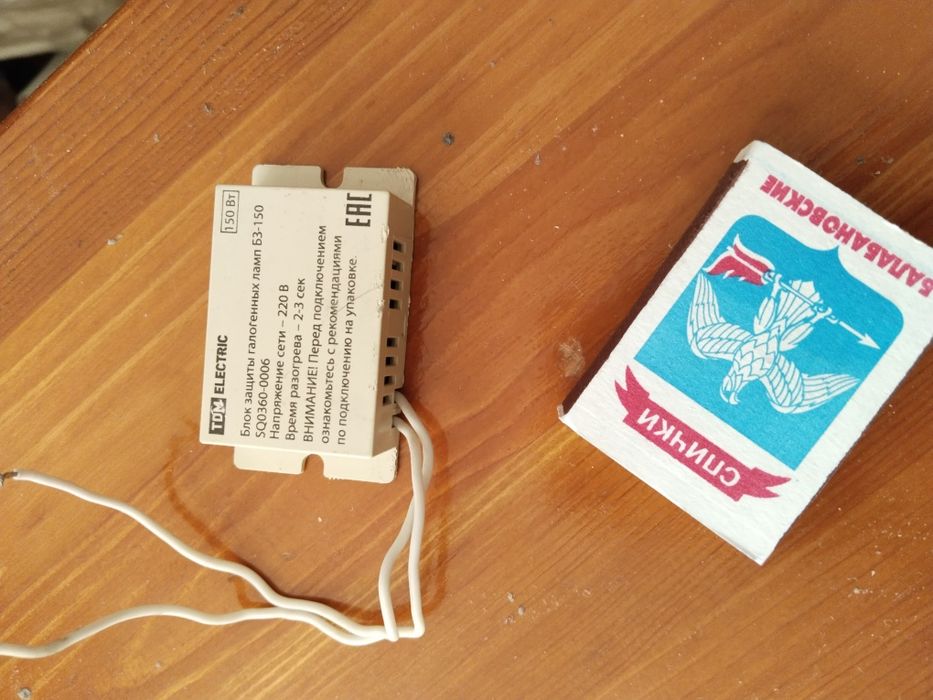 TDM ELECTRIC
150 Вт
Блок защиты галогенных ламп БЗ-150
SQ0360-0006
Напряжение сети – 220 В
Время разогрева – 2-3 сек
ВНИМАНИЕ! Перед подключением
ознакомьтесь с рекомендациями
по подключению на упаковке.
ЕАС
СПИЧКИ
БАЛАБАНОВСКИЕ